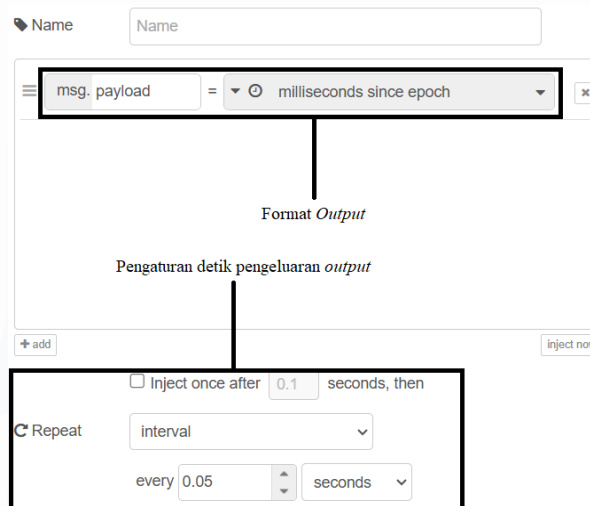 Name Name
msg. payload = milliseconds since epoch
Format Output
Pengaturan detik pengeluaran output
add inject now
Inject once after 0.1 seconds, then
Repeat interval
every 0.05 seconds